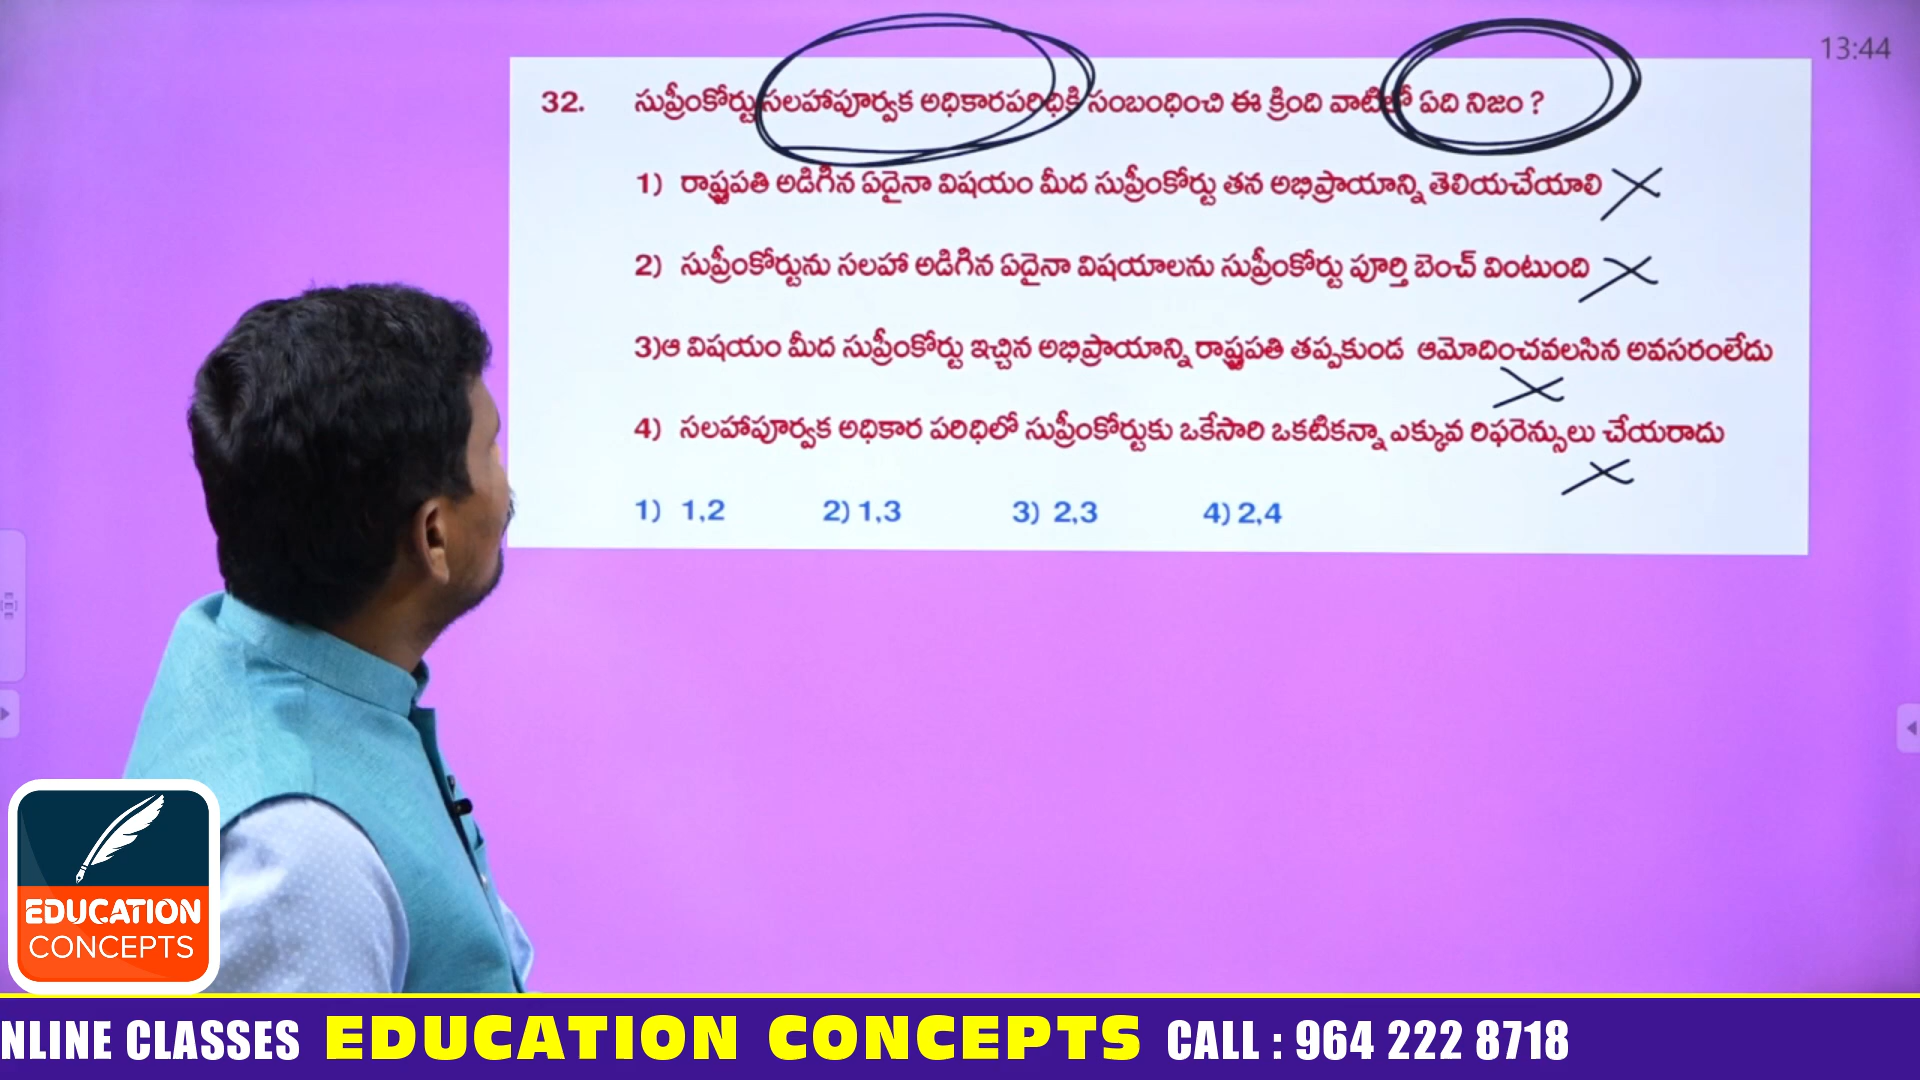 13:44
32. సుప్రీంకోర్టు సలహాపూర్వక అధికారపరిధికి సంబంధించి ఈ క్రింది వాటిలో ఏది నిజం ?
1) రాష్ట్రపతి అడిగిన ఏదైనా విషయం మీద సుప్రీంకోర్టు తన అభిప్రాయాన్ని తెలియచేయాలి
2) సుప్రీంకోర్టును సలహా అడిగిన ఏదైనా విషయాలను సుప్రీంకోర్టు పూర్తి బెంచ్ వింటుంది
3)ఆ విషయం మీద సుప్రీంకోర్టు ఇచ్చిన అభిప్రాయాన్ని రాష్ట్రపతి తప్పకుండ ఆమోదించవలసిన అవసరంలేదు
4) సలహాపూర్వక అధికార పరిధిలో సుప్రీంకోర్టుకు ఒకేసారి ఒకటికన్నా ఎక్కువ రిఫరెన్సులు చేయరాదు
1) 1,2 2) 1,3 3) 2,3 4) 2,4
EDUCATION
CONCEPTS
NLINE CLASSES EDUCATION CONCEPTS CALL : 964 222 8718